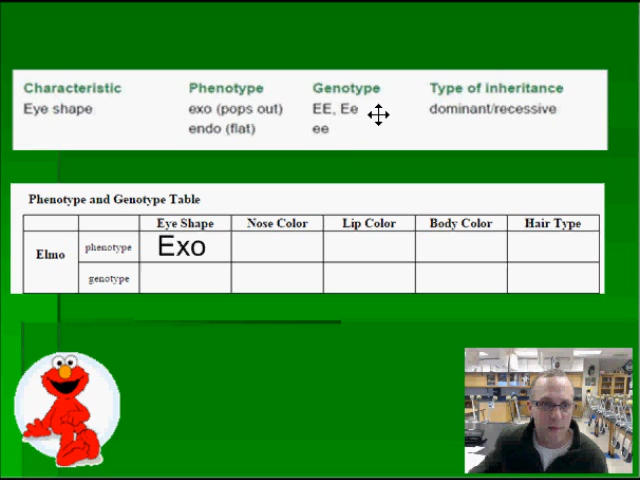 Characteristic Phenotype Genotype Type of inheritance
Eye shape exo (pops out) EE, Ee dominant/recessive
endo (flat) ee
Phenotype and Genotype Table
Eye Shape Nose Color Lip Color Body Color Hair Type
Elmo phenotype Exo
genotype